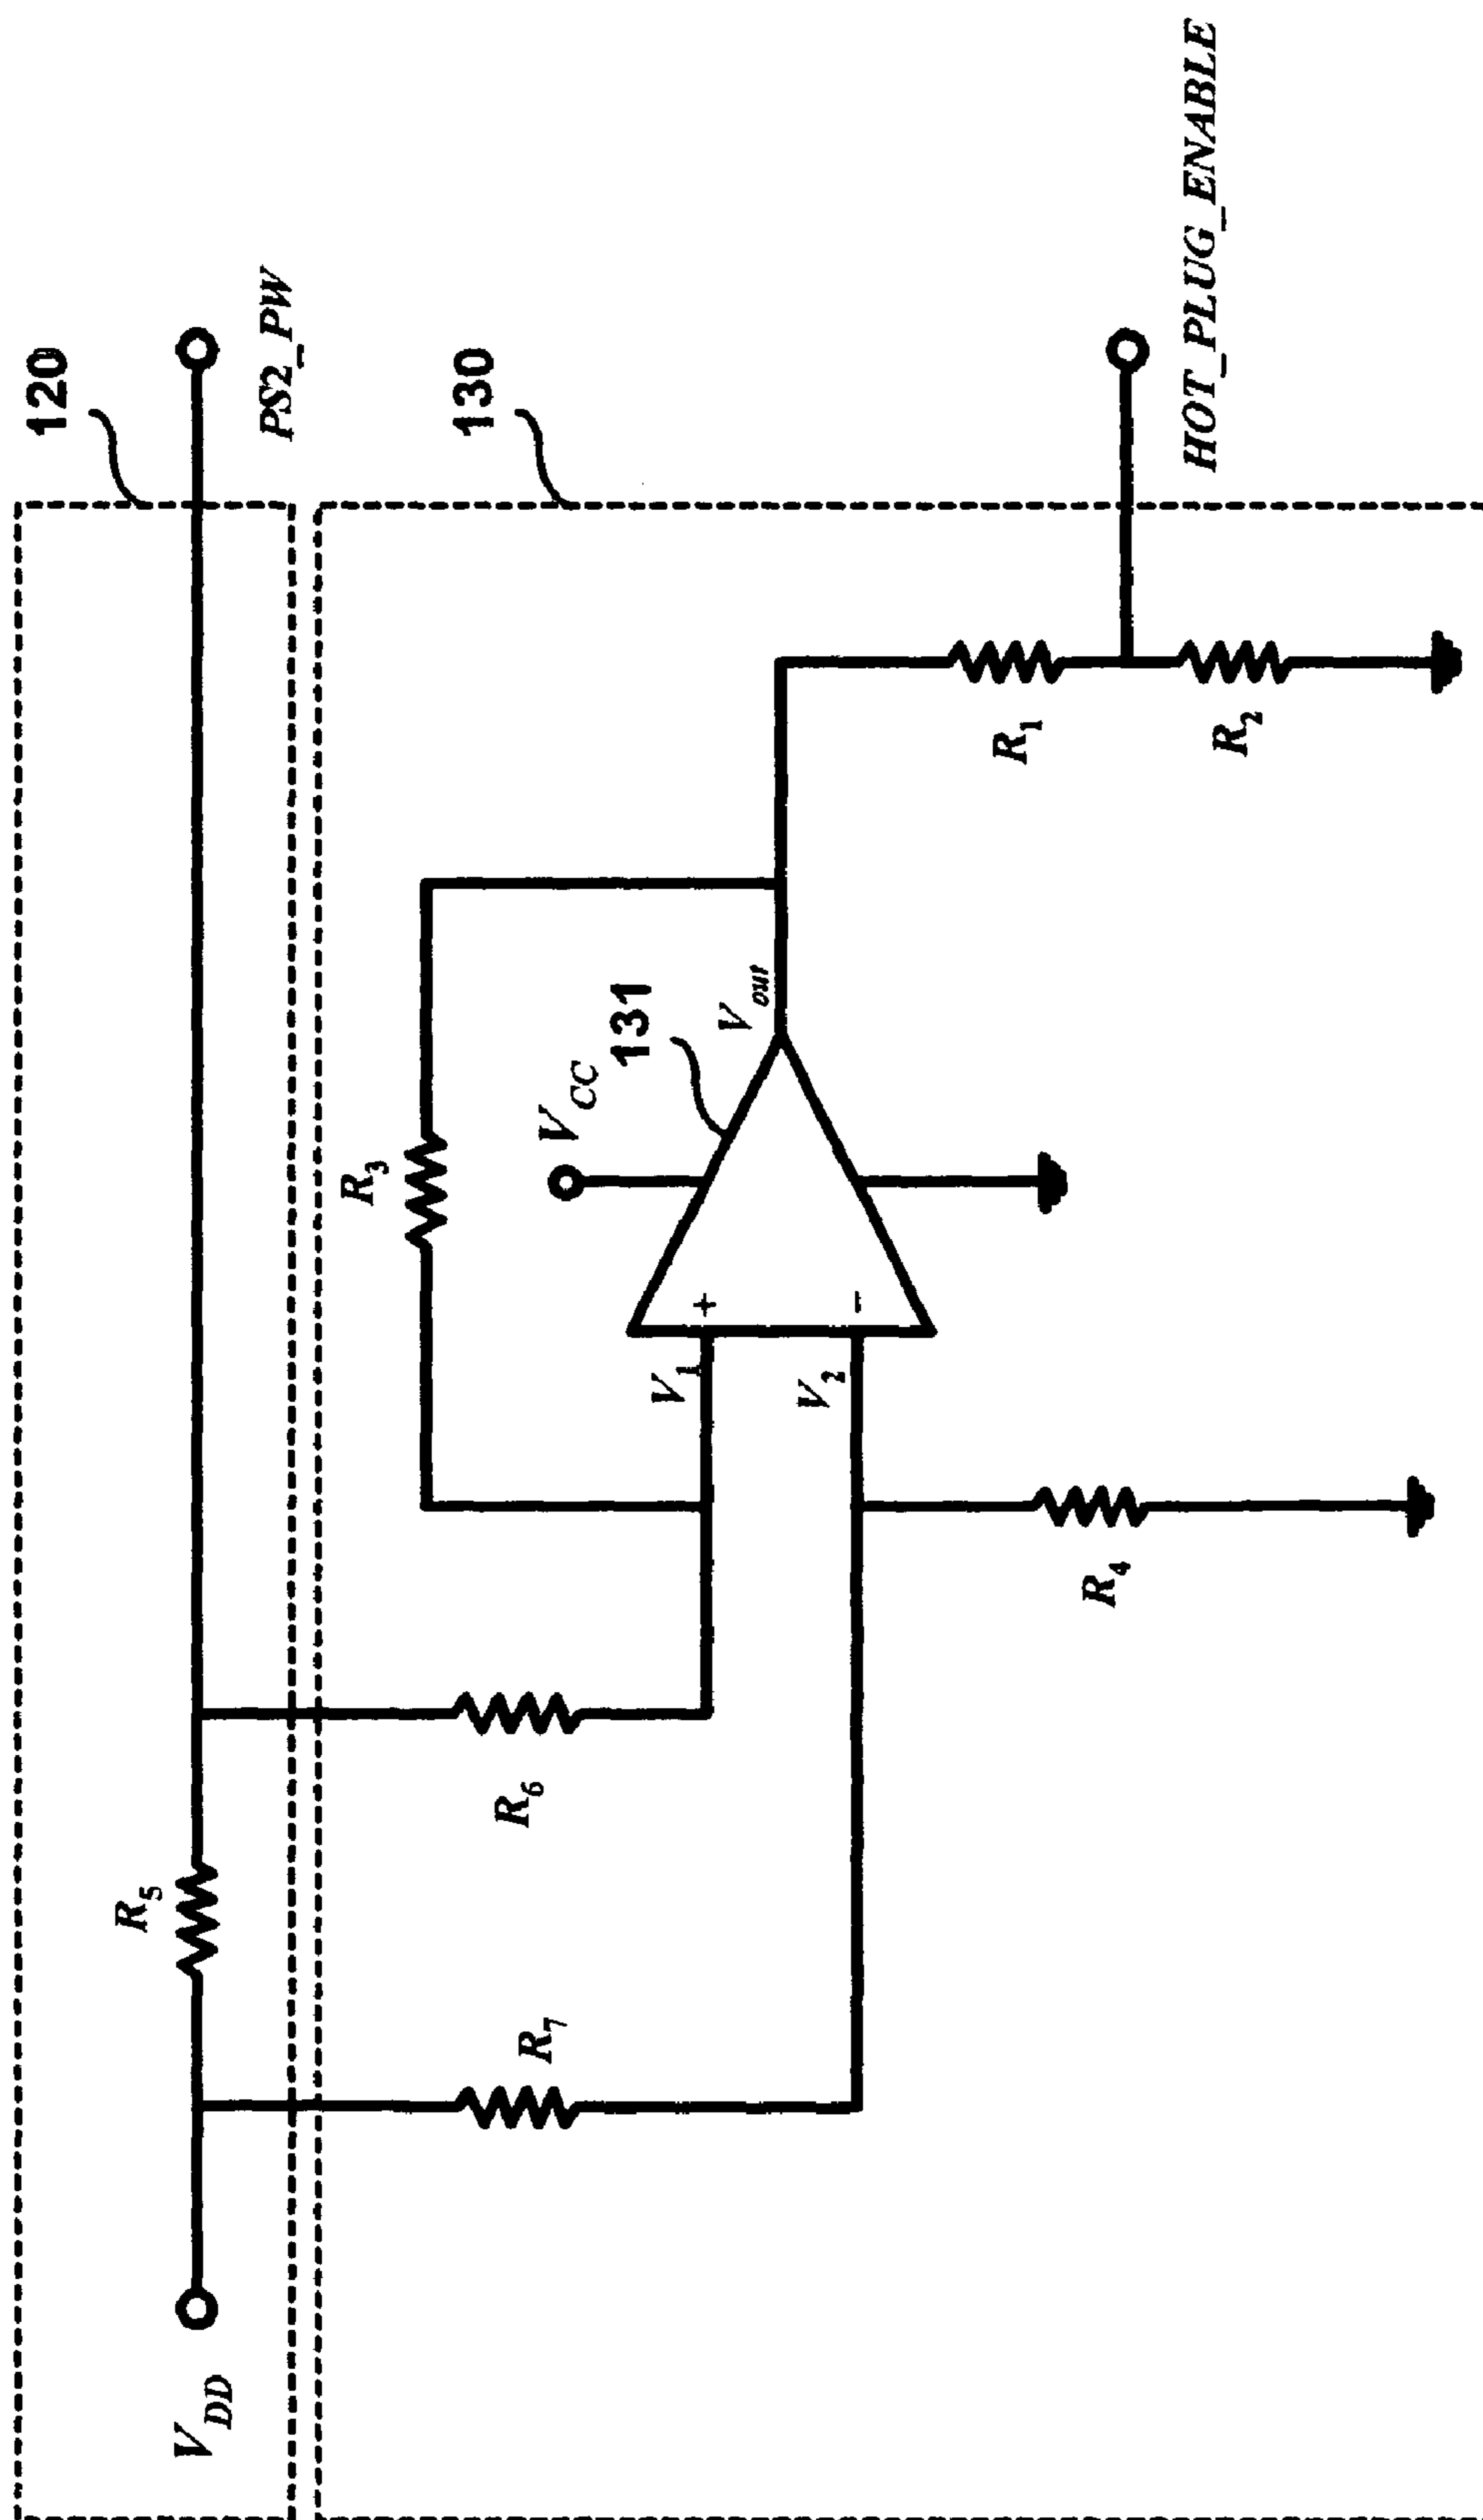 120
PS2_PW
130
R5
R3
VCC
131
Vout
R6
V1
+
R7
V2
-
R1
HOT_PLUG_ENABLE
R4
R2
VDD